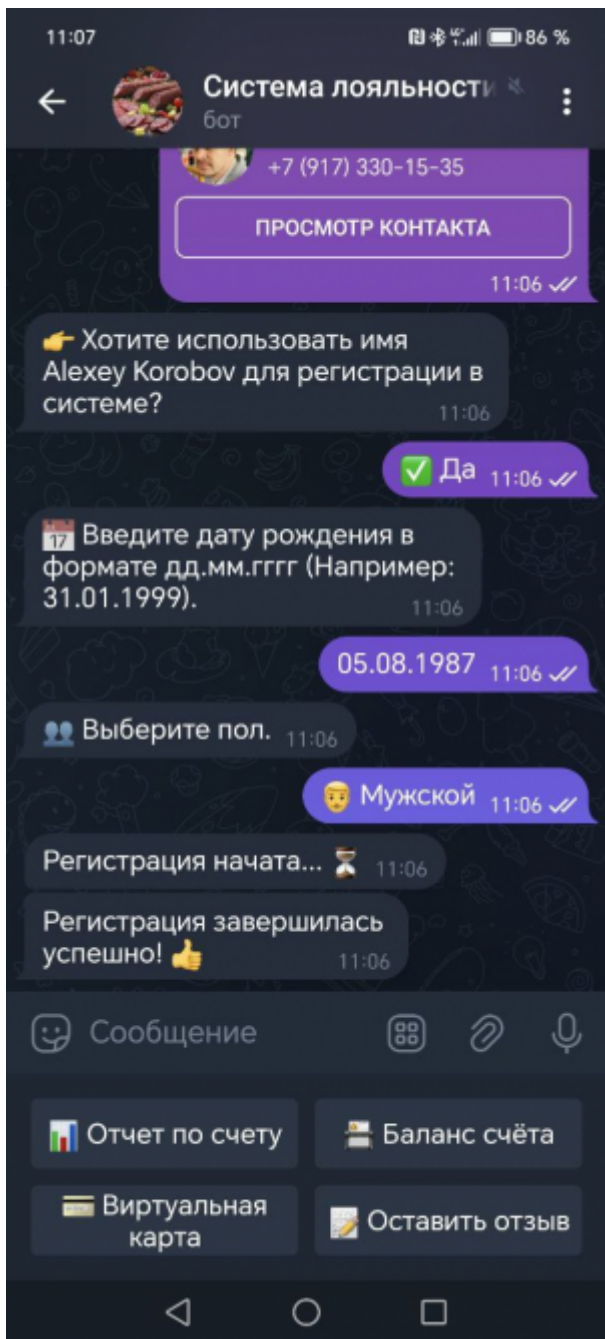 11:07
86 %
Система лояльности
бот
+7 (917) 330-15-35
ПРОСМОТР КОНТАКТА
11:06
Хотите использовать имя
Alexey Korobov для регистрации в
системе?
11:06
Да 11:06
17 Введите дату рождения в
формате дд.мм.гггг (Например:
31.01.1999).
11:06
05.08.1987 11:06
Выберите пол. 11:06
Мужской 11:06
Регистрация начата... 11:06
Регистрация завершилась
успешно!
11:06
Сообщение
Отчет по счету
Баланс счёта
Виртуальная
карта
Оставить отзыв